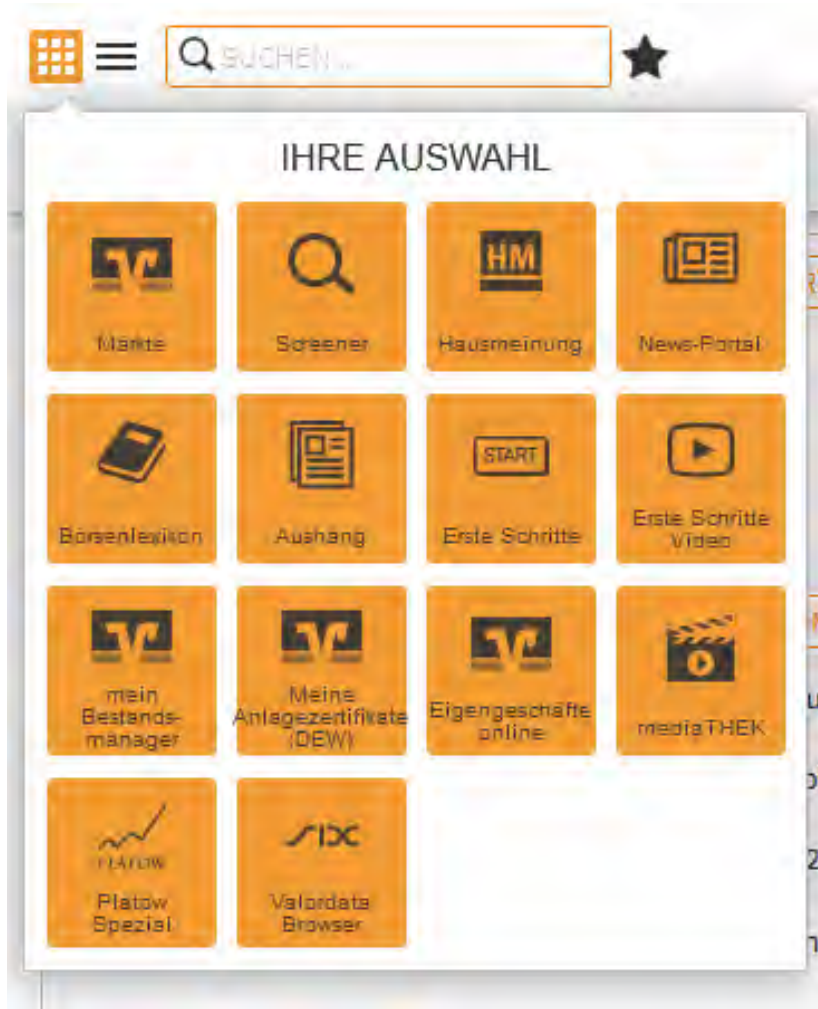 SUCHEN ...
IHRE AUSWAHL
Märkte
Screener
HM
Hausmeinung
News-Portal
Börsenlexikon
Aushang
START
Erste Schritte
Erste Schritte
Video
mein
Bestands-
manager
Meine
Anlagezertifikate
(DEW)
Eigengeschäfte
online
mediaTHEK
PLATOW
Platow
Spezial
SIX
Valordata
Browser